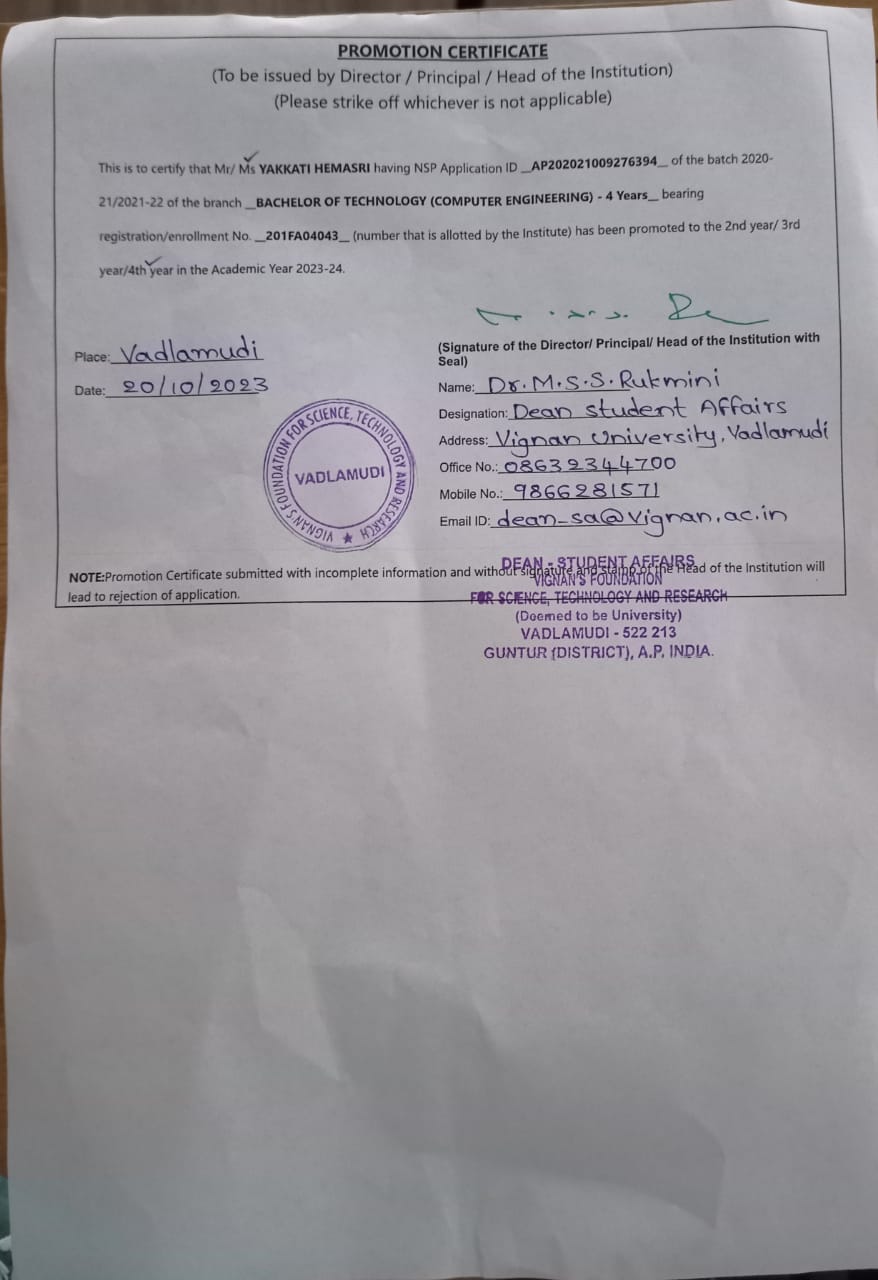 PROMOTION CERTIFICATE
(To be issued by Director / Principal / Head of the Institution)
(Please strike off whichever is not applicable)
This is to certify that Mr/ Ms YAKKATI HEMASRI having NSP Application ID __AP202021009276394__ of the batch 2020-
21/2021-22 of the branch __BACHELOR OF TECHNOLOGY (COMPUTER ENGINEERING) - 4 Years__ bearing
registration/enrollment No. __201FA04043__ (number that is allotted by the Institute) has been promoted to the 2nd year/ 3rd
year/4th year in the Academic Year 2023-24.
Place: Vadlamudi
Date: 20/10/2023
(Signature of the Director/ Principal/ Head of the Institution with
Seal)
Name: Dr. M.S.S. Rukmini
Designation: Dean Student Affairs
Address: Vignan University, Vadlamudi
Office No.: 08632344700
Mobile No.: 9866281571
Email ID: dean_sa@vignan.ac.in
VIGNAN'S FOUNDATION FOR SCIENCE, TECHNOLOGY AND RESEARCH
VADLAMUDI
NOTE:Promotion Certificate submitted with incomplete information and without signature and stamp of the Head of the Institution will
lead to rejection of application.
DEAN - STUDENT AFFAIRS
VIGNAN'S FOUNDATION
FOR SCIENCE, TECHNOLOGY AND RESEARCH
(Deemed to be University)
VADLAMUDI - 522 213
GUNTUR (DISTRICT), A.P. INDIA.